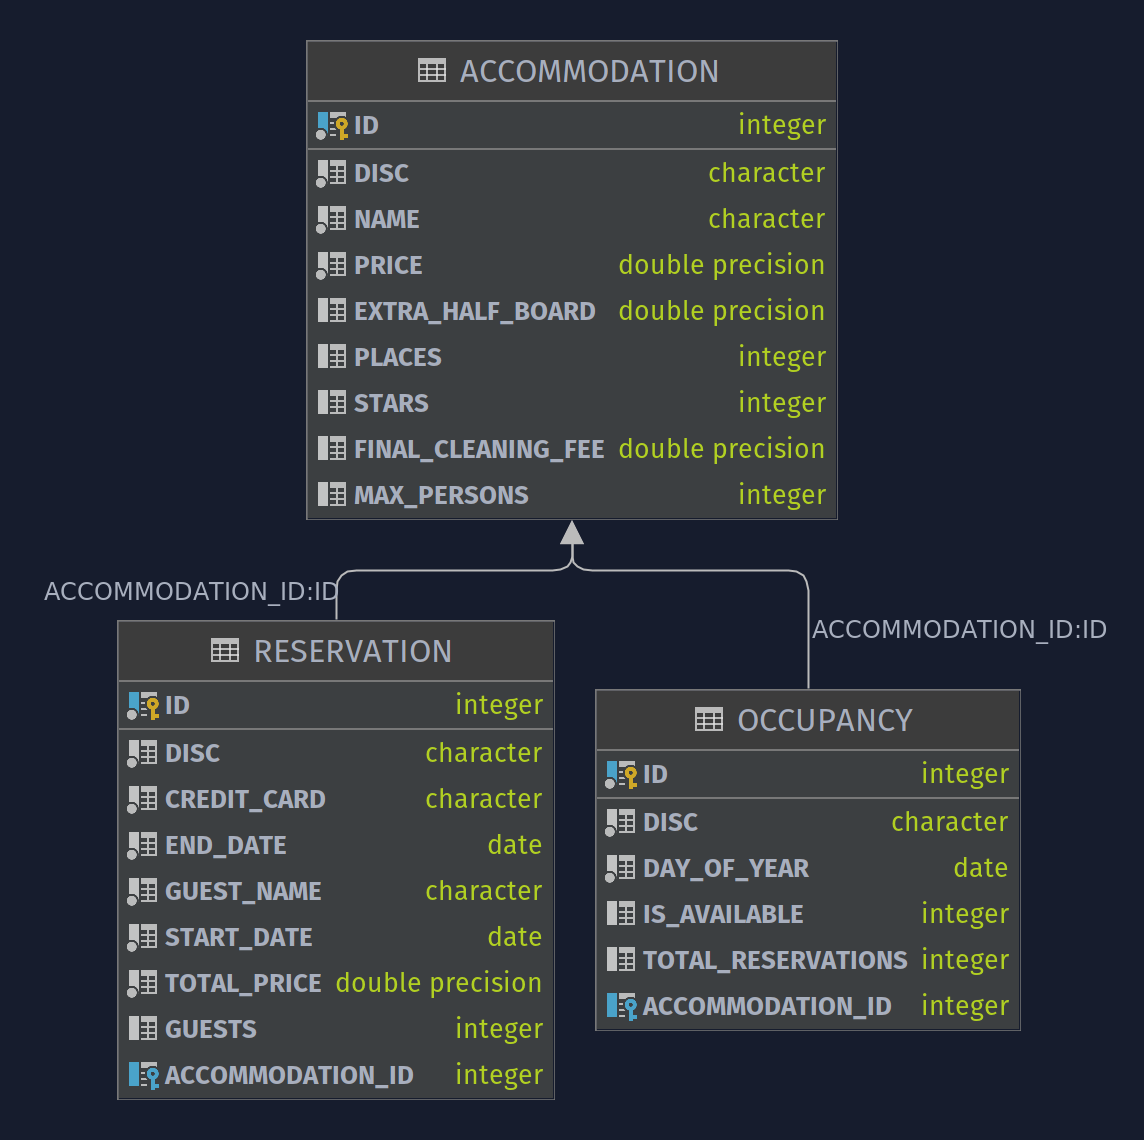 ACCOMMODATION
ID integer
DISC character
NAME character
PRICE double precision
EXTRA_HALF_BOARD double precision
PLACES integer
STARS integer
FINAL_CLEANING_FEE double precision
MAX_PERSONS integer
ACCOMMODATION_ID:ID
ACCOMMODATION_ID:ID
RESERVATION
ID integer
DISC character
CREDIT_CARD character
END_DATE date
GUEST_NAME character
START_DATE date
TOTAL_PRICE double precision
GUESTS integer
ACCOMMODATION_ID integer
OCCUPANCY
ID integer
DISC character
DAY_OF_YEAR date
IS_AVAILABLE integer
TOTAL_RESERVATIONS integer
ACCOMMODATION_ID integer